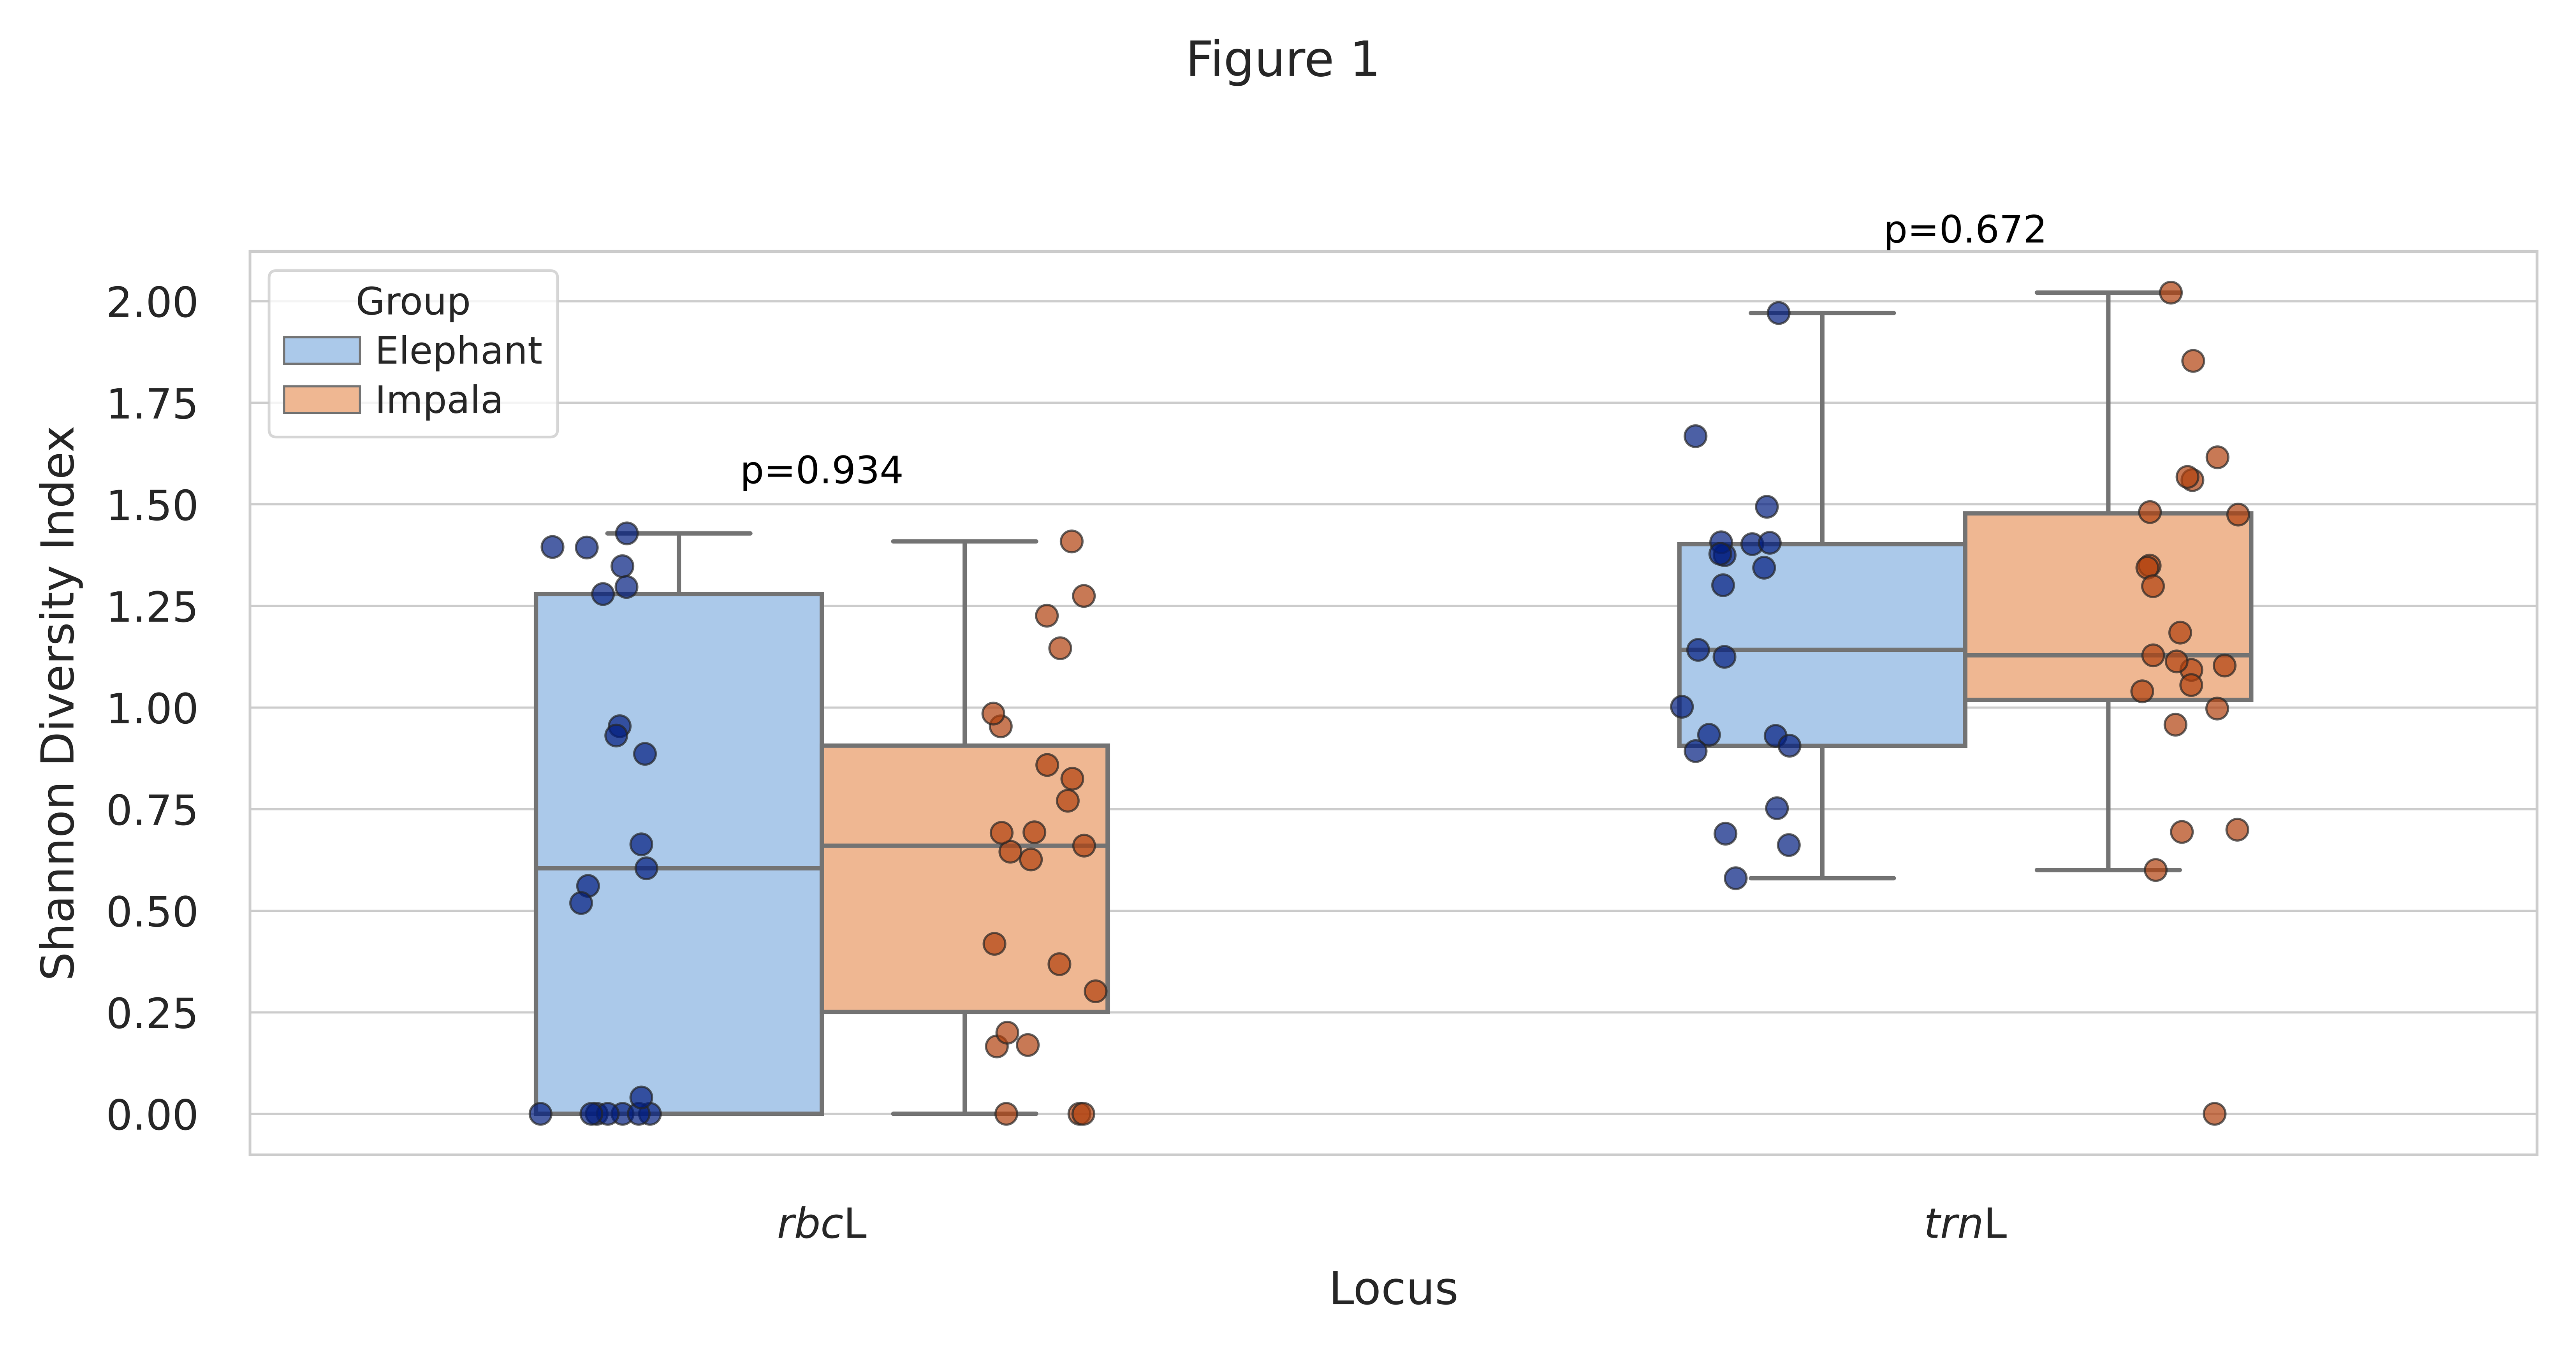 Figure 1
p=0.672
Group
Elephant
Impala
p=0.934
Shannon Diversity Index
2.00
1.75
1.50
1.25
1.00
0.75
0.50
0.25
0.00
rbcL
trnL
Locus